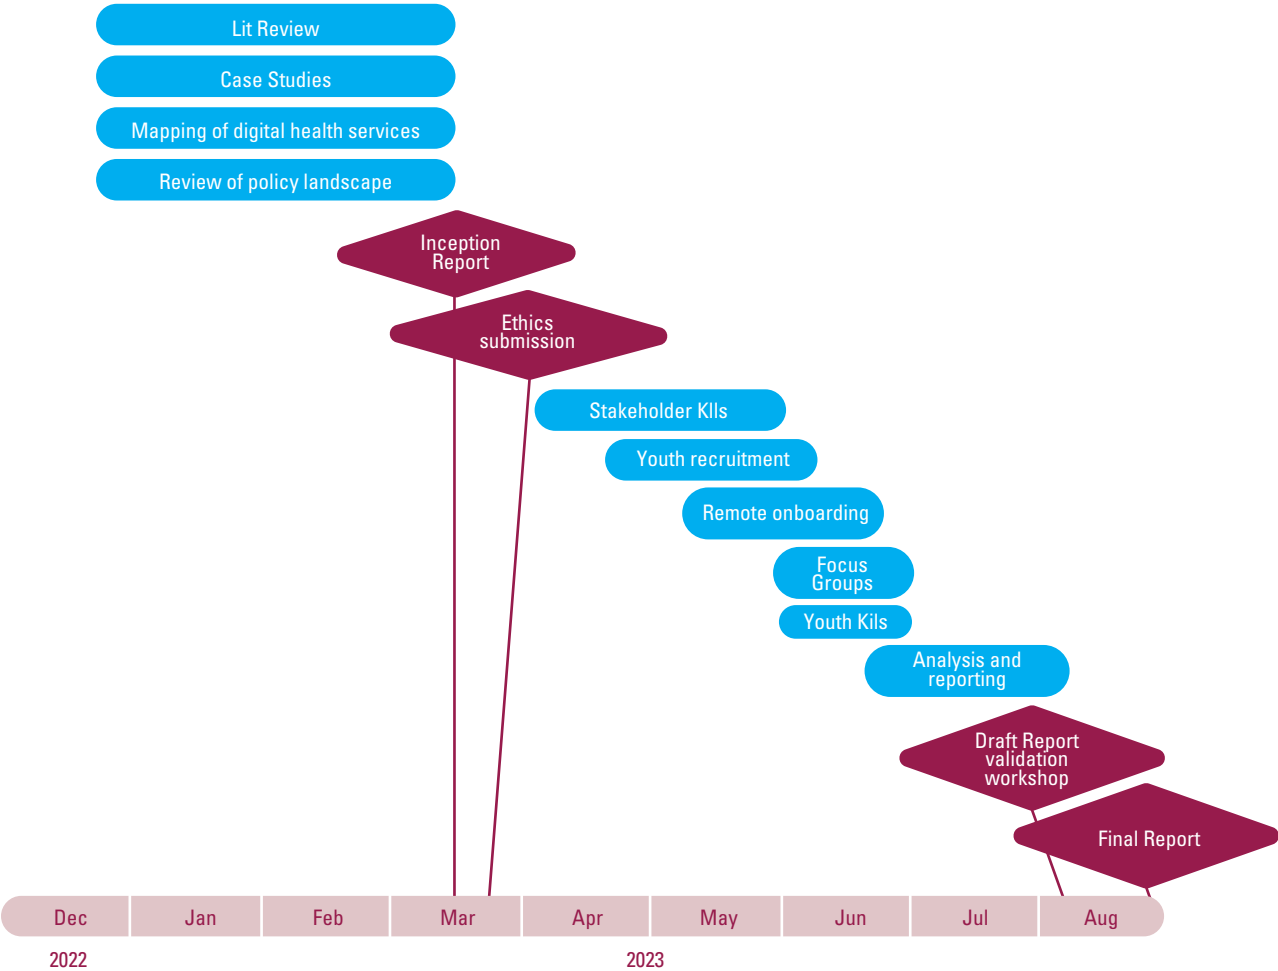 Lit Review
Case Studies
Mapping of digital health services
Review of policy landscape
Inception
Report
Ethics
submission
Stakeholder KIIs
Youth recruitment
Remote onboarding
Focus
Groups
Youth Kils
Analysis and
reporting
Draft Report
validation
workshop
Final Report
Dec Jan Feb Mar Apr May Jun Jul Aug
2022 2023